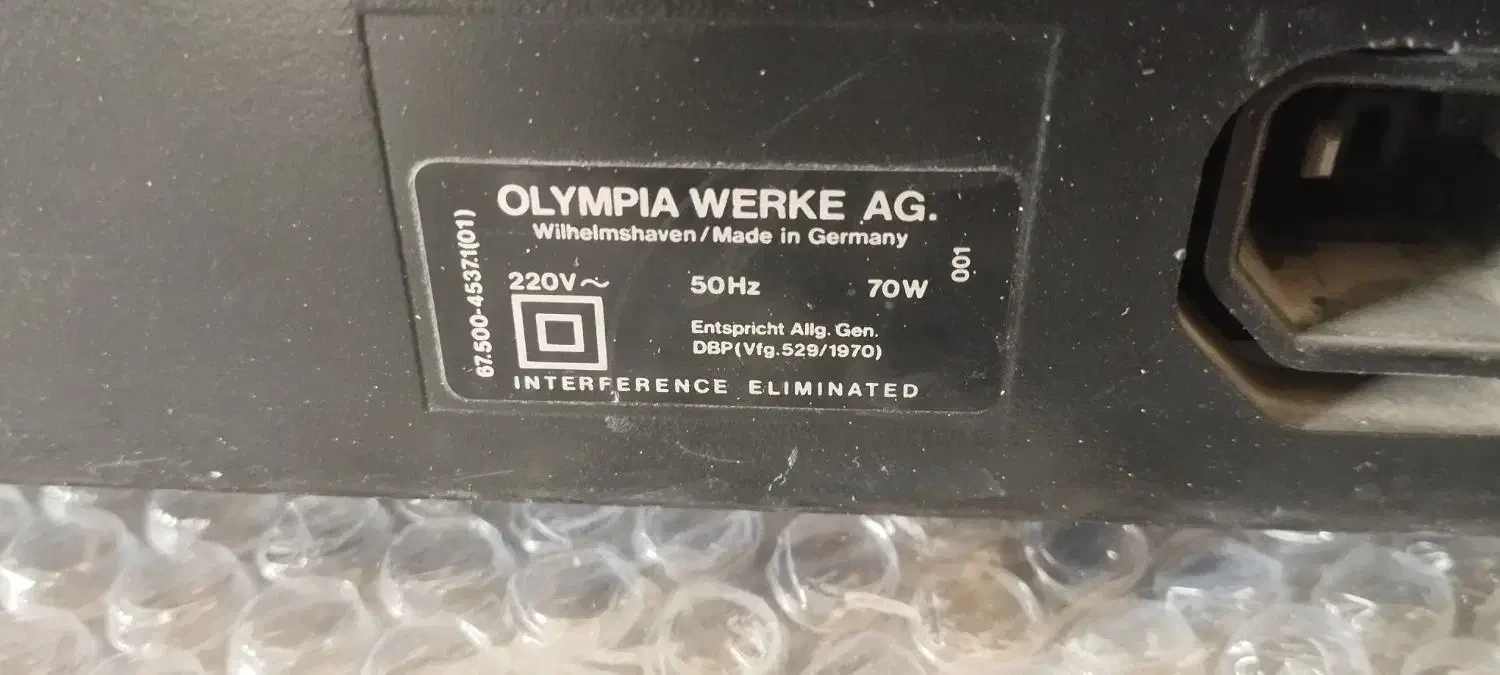 OLYMPIA WERKE AG.
Wilhelmshaven/Made in Germany
67.500-4537.1(01)
001
220V~ 50Hz 70W
Entspricht Allg. Gen.
DBP(Vfg.529/1970)
INTERFERENCE ELIMINATED